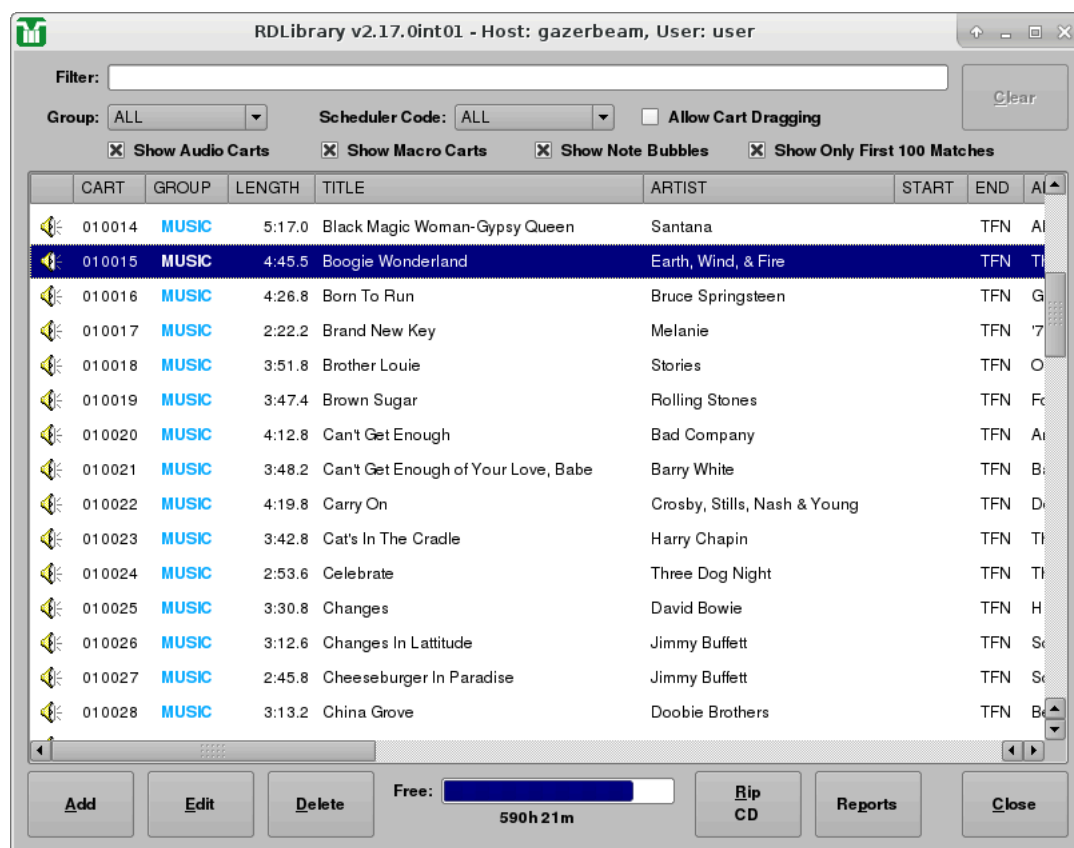 RDLibrary v2.17.0int01 - Host: gazerbeam, User: user
Filter:
Clear
Group: ALL Scheduler Code: ALL Allow Cart Dragging
Show Audio Carts Show Macro Carts Show Note Bubbles Show Only First 100 Matches
CART GROUP LENGTH TITLE ARTIST START END Al
010014 MUSIC 5:17.0 Black Magic Woman-Gypsy Queen Santana TFN
010015 MUSIC 4:45.5 Boogie Wonderland Earth, Wind, & Fire TFN
010016 MUSIC 4:26.8 Born To Run Bruce Springsteen TFN G
010017 MUSIC 2:22.2 Brand New Key Melanie TFN '7
010018 MUSIC 3:51.8 Brother Louie Stories TFN O
010019 MUSIC 3:47.4 Brown Sugar Rolling Stones TFN
010020 MUSIC 4:12.8 Can't Get Enough Bad Company TFN
010021 MUSIC 3:48.2 Can't Get Enough of Your Love, Babe Barry White TFN
010022 MUSIC 4:19.8 Carry On Crosby, Stills, Nash & Young TFN
010023 MUSIC 3:42.8 Cat's In The Cradle Harry Chapin TFN
010024 MUSIC 2:53.6 Celebrate Three Dog Night TFN
010025 MUSIC 3:30.8 Changes David Bowie TFN H
010026 MUSIC 3:12.6 Changes In Lattitude Jimmy Buffett TFN
010027 MUSIC 2:45.8 Cheeseburger In Paradise Jimmy Buffett TFN
010028 MUSIC 3:13.2 China Grove Doobie Brothers TFN
Add Edit Delete Free: Rip CD Reports Close
590h 21m